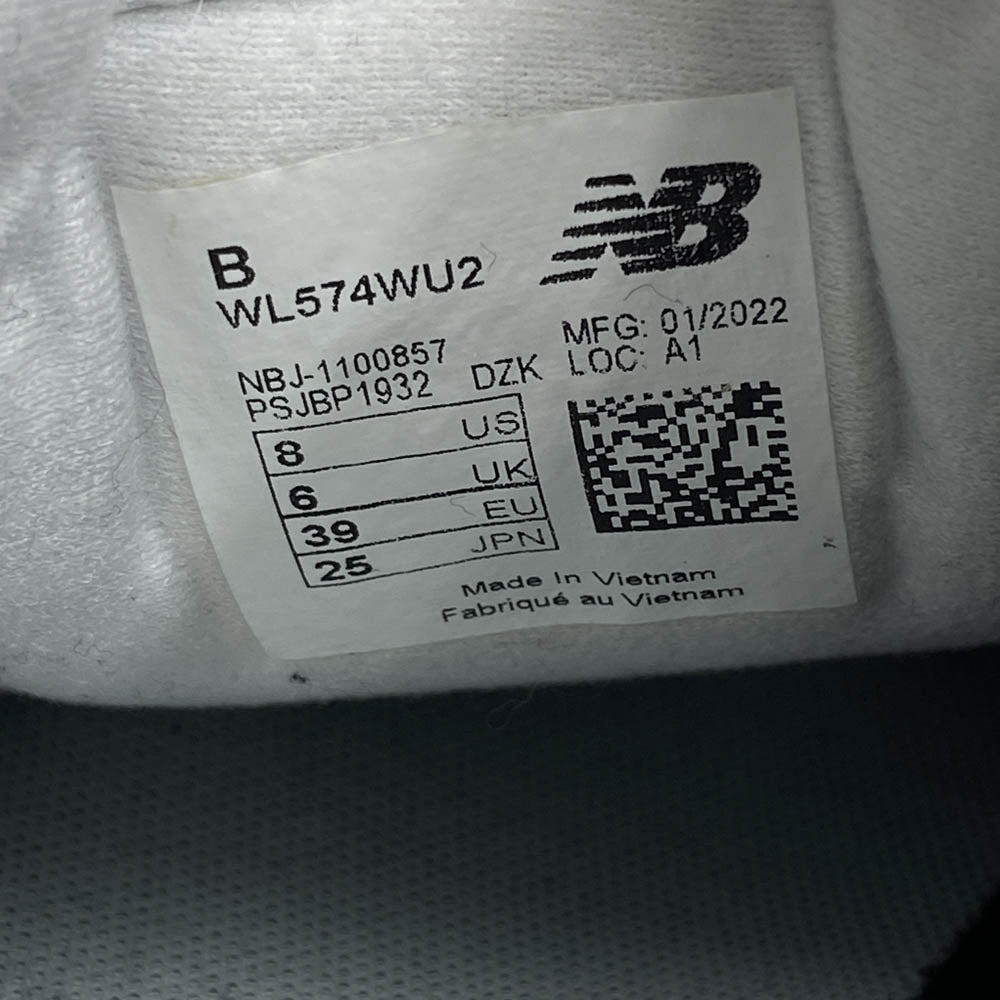 NB
B
WL574WU2
NBJ-1100857
PSJBP1932 DZK
MFG: 01/2022
LOC: A1
8 US
6 UK
39 EU
25 JPN
Made In Vietnam
Fabriqué au Vietnam